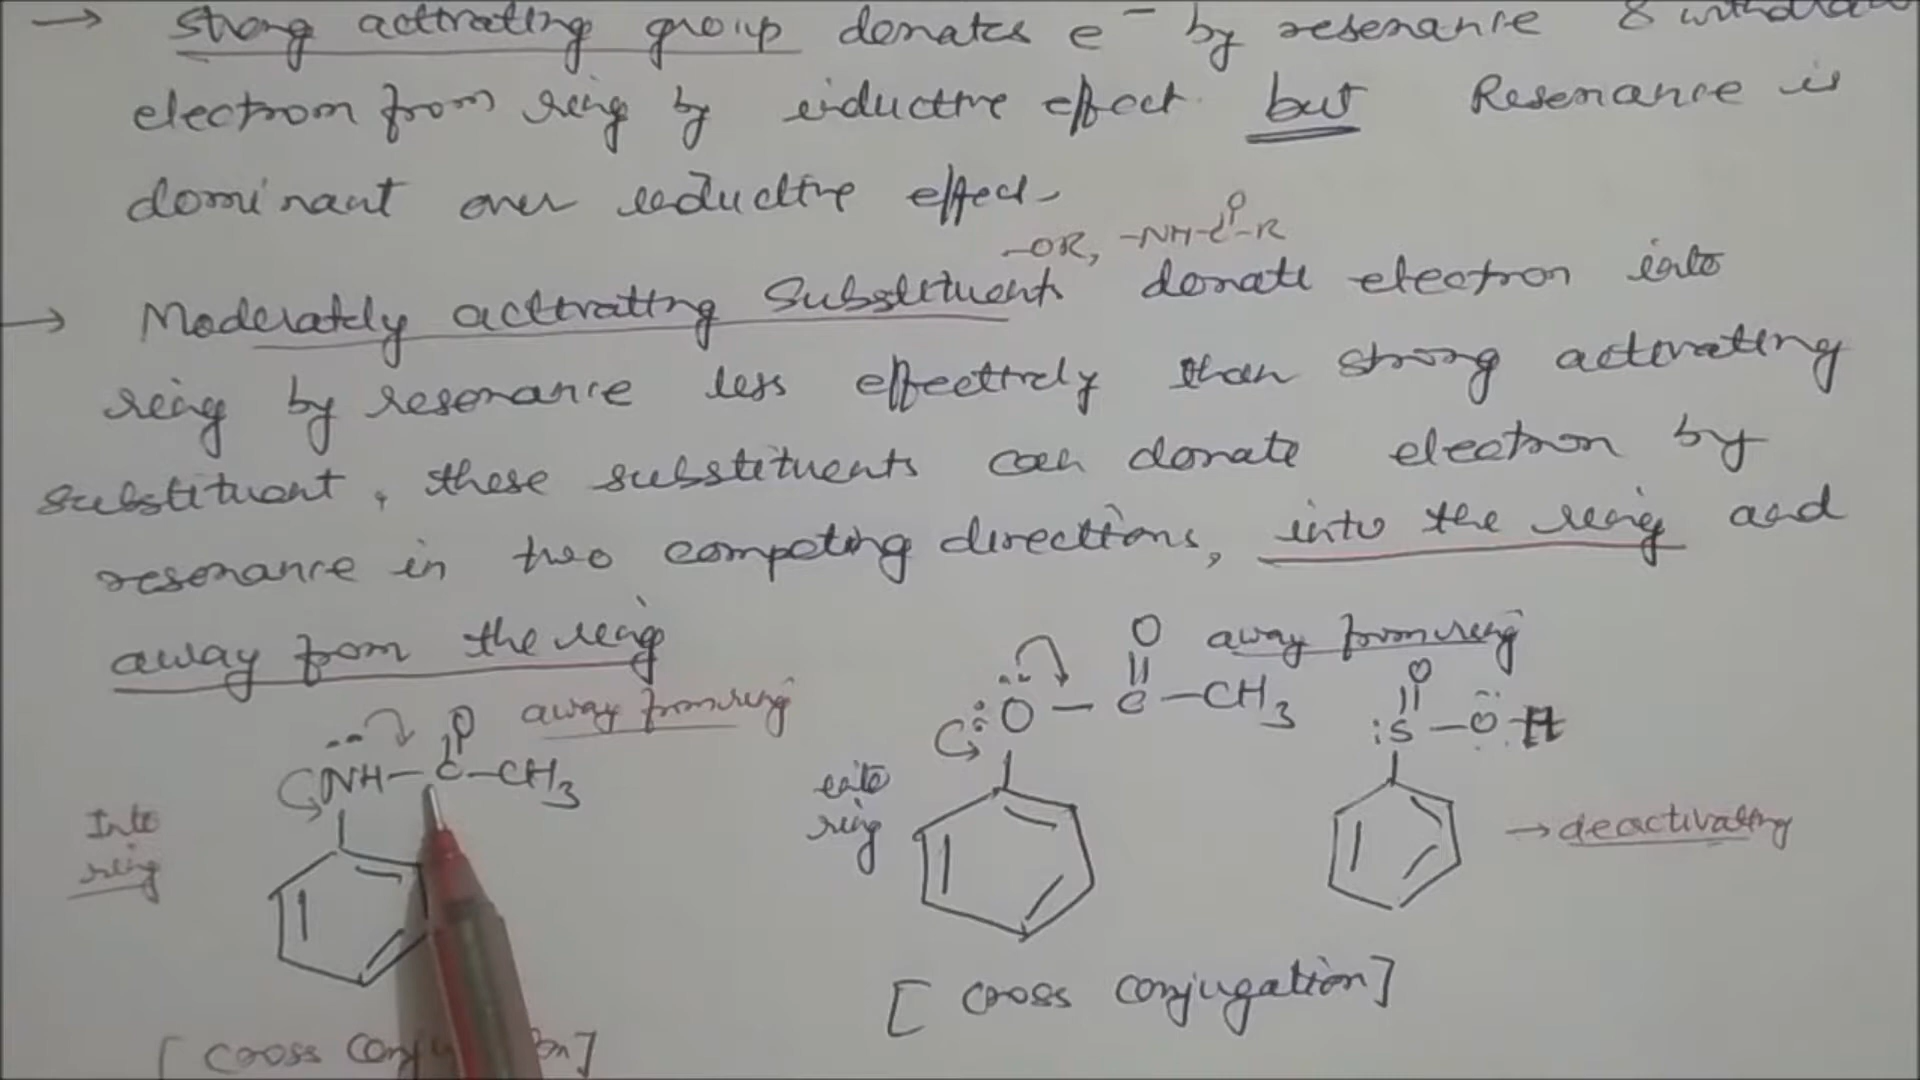 → strong activating group donates e⁻ by resonance & withdraw
electron from ring by inductive effect. but Resonance is
dominant over inductive effect-
-OR, -NH-C(=O)-R
→ Moderately activating substituents donate electron into
ring by resonance less effectively than strong activating
substituent, these substituents can donate electron by
resonance in two competing directions, into the ring and
away from the ring
away from ring
NH-C(=O)-CH3
Into
ring
[cross
away from ring
:O-C(=O)-CH3
into
ring
[cross conjugation]
:S(=O)-O-H
→ deactivating